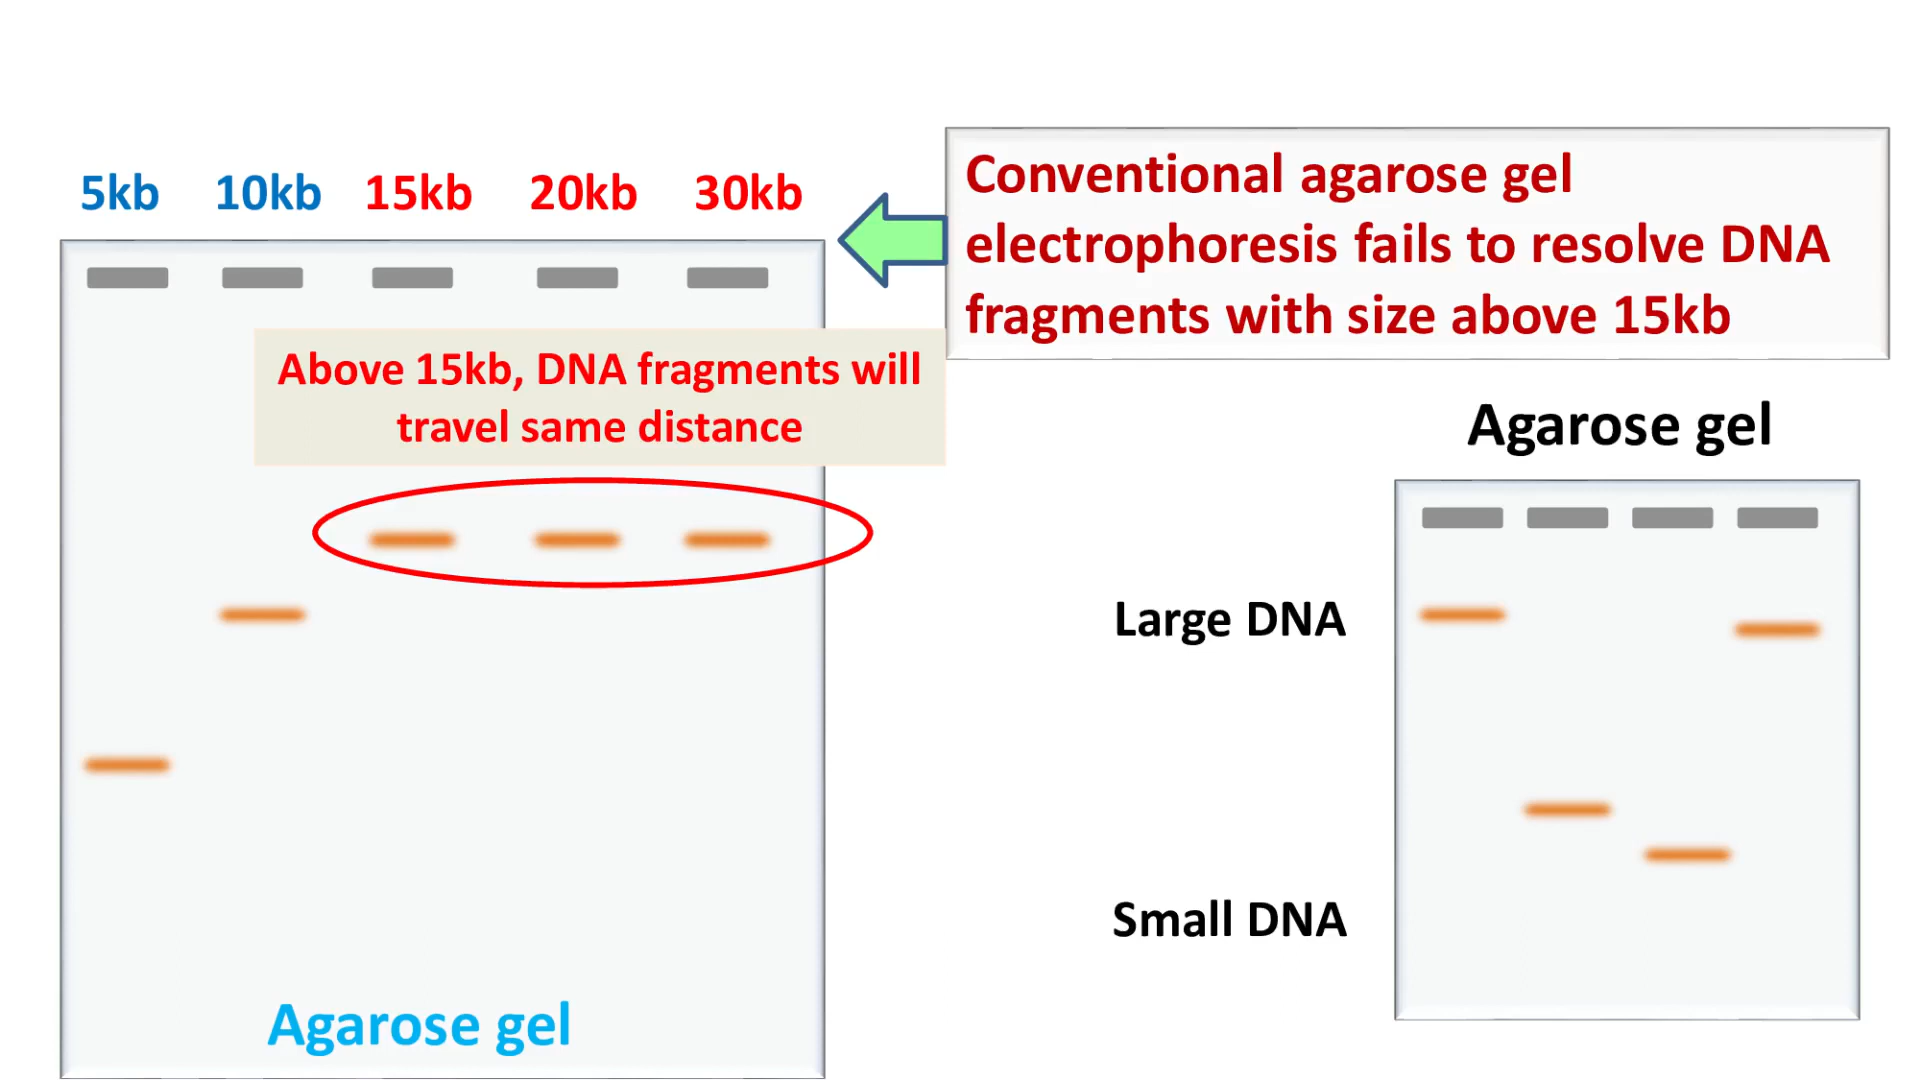 5kb 10kb 15kb 20kb 30kb
Conventional agarose gel
electrophoresis fails to resolve DNA
fragments with size above 15kb
Above 15kb, DNA fragments will
travel same distance
Agarose gel
Large DNA
Small DNA
Agarose gel